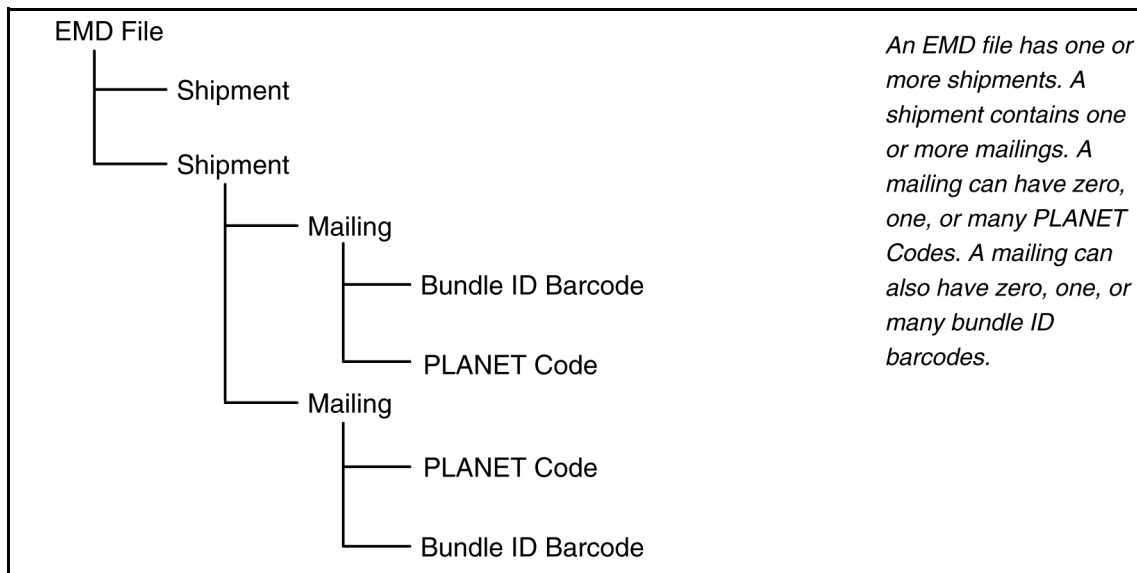 EMD File
Shipment
Shipment
Mailing
Bundle ID Barcode
PLANET Code
Mailing
PLANET Code
Bundle ID Barcode
An EMD file has one or
more shipments. A
shipment contains one
or more mailings. A
mailing can have zero,
one, or many PLANET
Codes. A mailing can
also have zero, one, or
many bundle ID
barcodes.